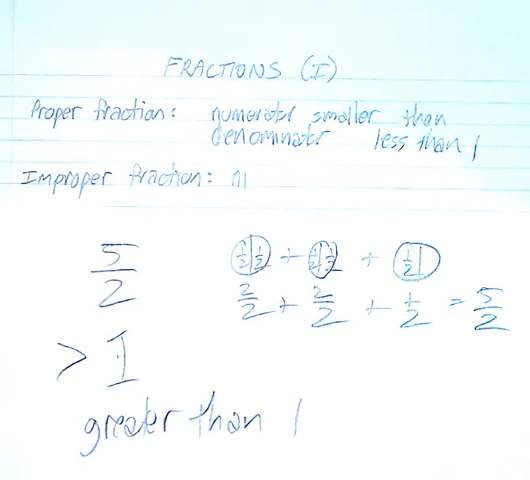 FRACTIONS (I)
Proper fraction: numerator smaller than
denominator less than 1
Improper fraction:
5/2
1/2 1/2 + 1/2 1/2 + 1/2
2/2 + 2/2 + 1/2 = 5/2
> 1
greater than 1